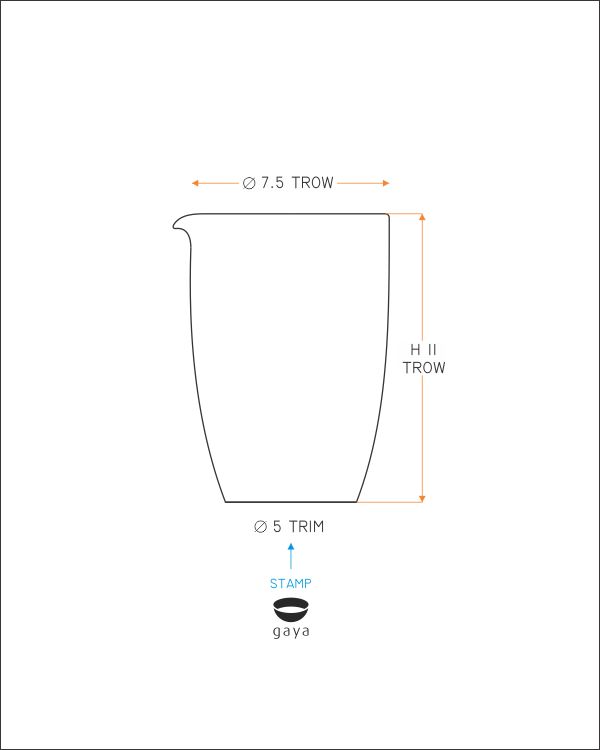 ∅ 7.5 TROW
H 11
TROW
∅ 5 TRIM
STAMP
gaya